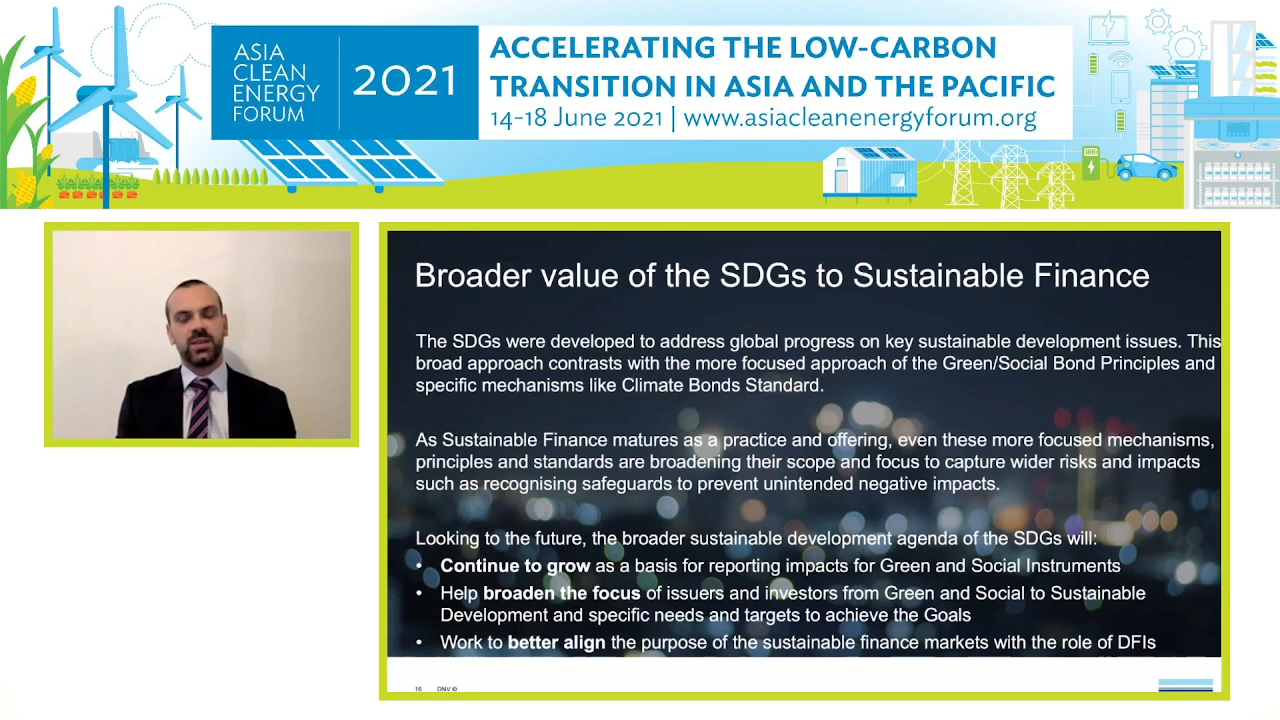 ASIA
CLEAN
ENERGY
FORUM
2021
ACCELERATING THE LOW-CARBON
TRANSITION IN ASIA AND THE PACIFIC
14-18 June 2021 | www.asiacleanenergyforum.org
Broader value of the SDGs to Sustainable Finance
The SDGs were developed to address global progress on key sustainable development issues. This
broad approach contrasts with the more focused approach of the Green/Social Bond Principles and
specific mechanisms like Climate Bonds Standard.
As Sustainable Finance matures as a practice and offering, even these more focused mechanisms,
principles and standards are broadening their scope and focus to capture wider risks and impacts
such as recognising safeguards to prevent unintended negative impacts.
Looking to the future, the broader sustainable development agenda of the SDGs will:
• Continue to grow as a basis for reporting impacts for Green and Social Instruments
• Help broaden the focus of issuers and investors from Green and Social to Sustainable
Development and specific needs and targets to achieve the Goals
• Work to better align the purpose of the sustainable finance markets with the role of DFIs
16 DNV ©